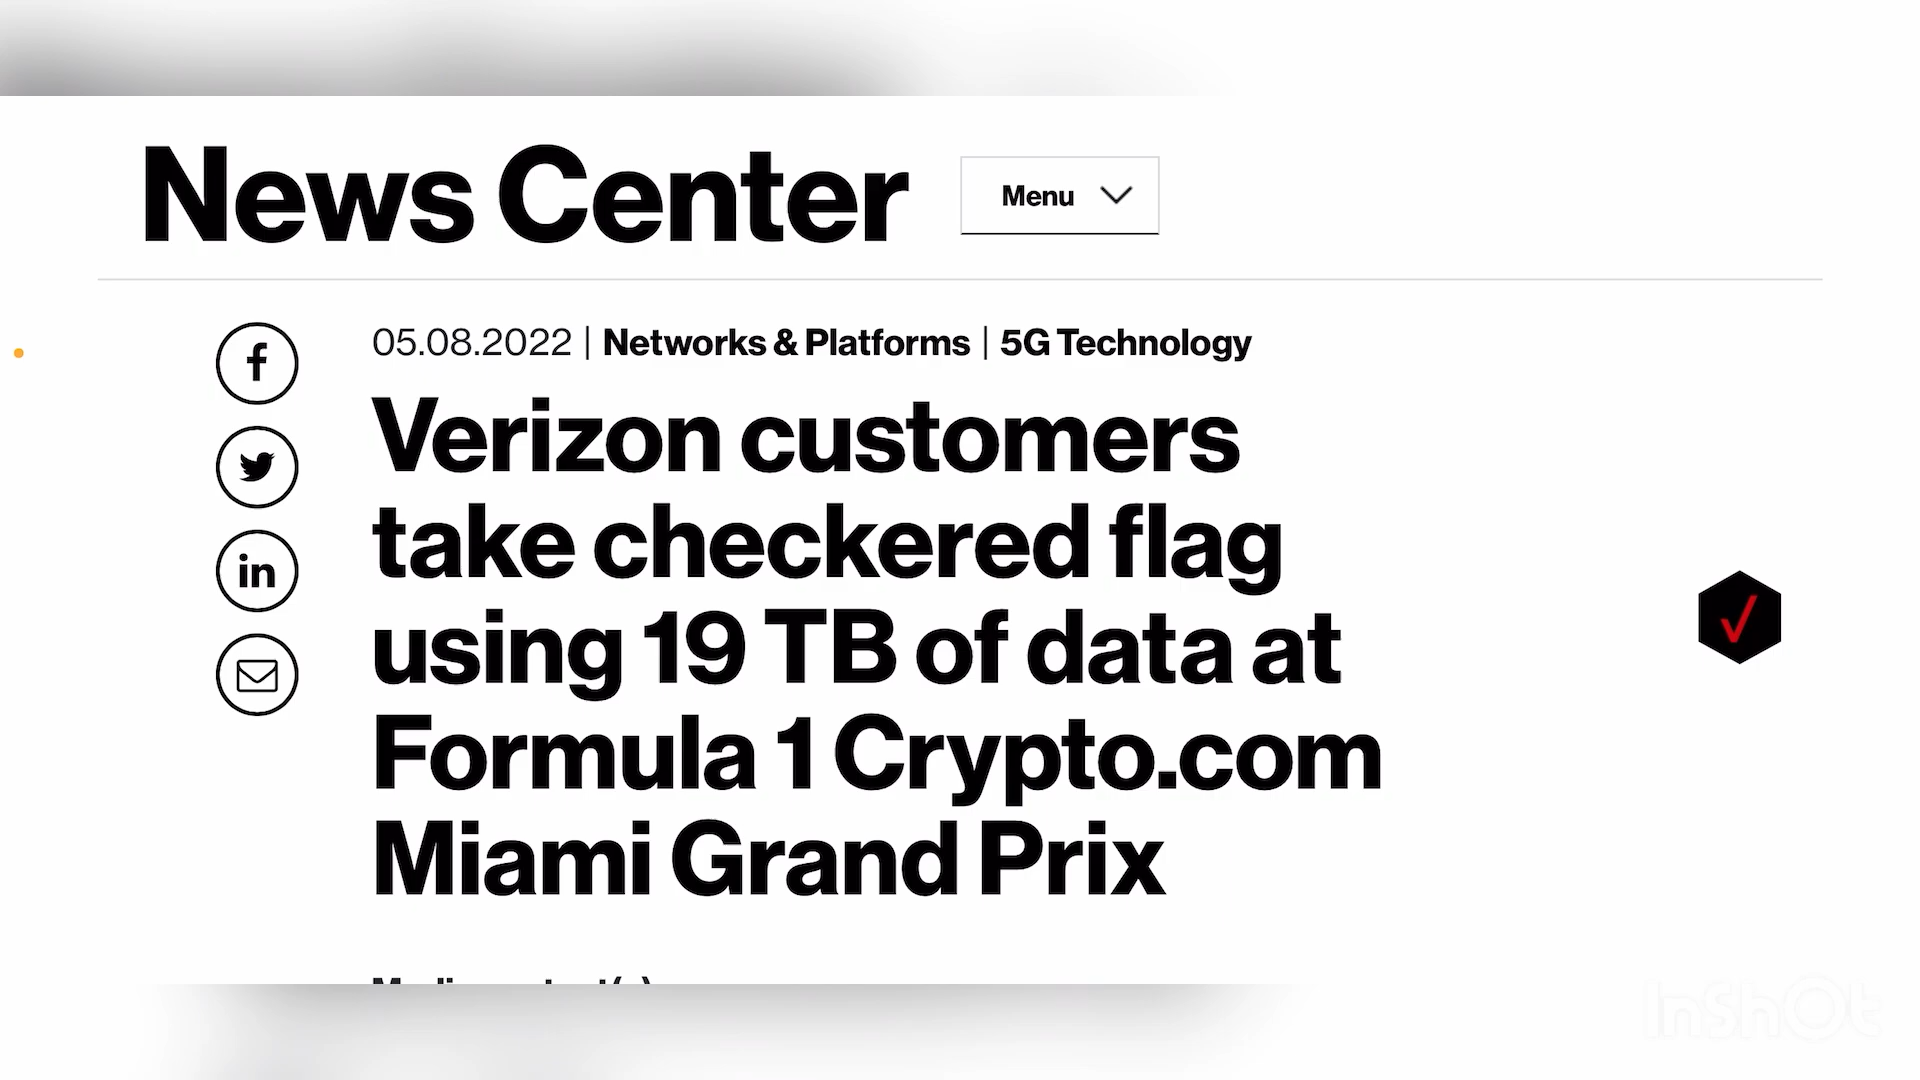 News Center
Menu
05.08.2022 | Networks & Platforms | 5G Technology
Verizon customers
take checkered flag
using 19 TB of data at
Formula 1 Crypto.com
Miami Grand Prix
InShOt